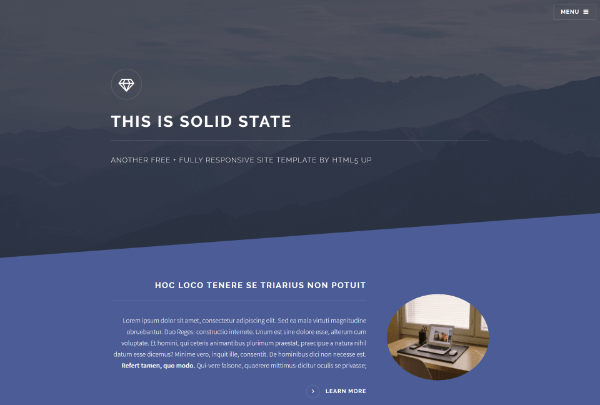 MENU
THIS IS SOLID STATE
ANOTHER FREE + FULLY RESPONSIVE SITE TEMPLATE BY HTML5 UP
HOC LOCO TENERE SE TRIARIUS NON POTUIT
Lorem ipsum dolor sit amet, consectetur adipiscing elit. Sed ea mala virtuti magnitudine
obruebantur. Duo Reges: constructio interrete. Unum est sine dolore esse, alterum cum
voluptate. Et homini, qui ceteris animantibus plurimum praestat, praecipue a natura nihil
datum esse dicemus? Minime vero, inquit ille, consentit. De hominibus dici non necesse est.
Refert tamen, quo modo. Qui-vere falsone, quaerere mittimus-dicitur oculis se privasse;
LEARN MORE